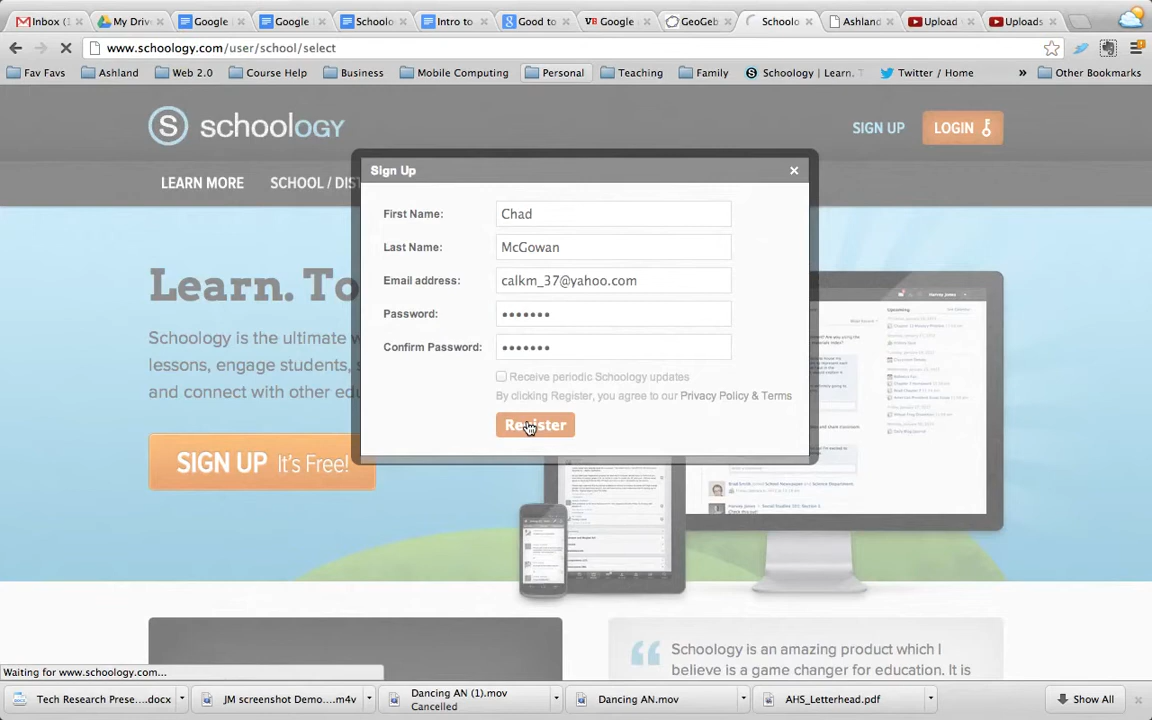 Inbox (
My Drive
Google
Google
Schoolo
Intro to
Good to
Google
GeoGeb
Schoolo
Ashland
Upload
Uploads
www.schoology.com/user/school/select
Fav Favs
Ashland
Web 2.0
Course Help
Business
Mobile Computing
Personal
Teaching
Family
Schoology | Learn. T
Twitter / Home
»
Other Bookmarks
S schoology
SIGN UP
LOGIN
LEARN MORE
SCHOOL / DIS
Sign Up
First Name: Chad
Last Name: McGowan
Email address: calkm_37@yahoo.com
Password: •••••••
Confirm Password: •••••••
Receive periodic Schoology updates
By clicking Register, you agree to our Privacy Policy & Terms
Register
Learn. To
Schoology is the ultimate w
lessons, engage students, s
and connect with other edu
SIGN UP It's Free!
Schoology is an amazing product which I
believe is a game changer for education. It is
Waiting for www.schoology.com...
Tech Research Prese....docx
JM screenshot Demo....m4v
Dancing AN (1).mov
Cancelled
Dancing AN.mov
AHS_Letterhead.pdf
Show All